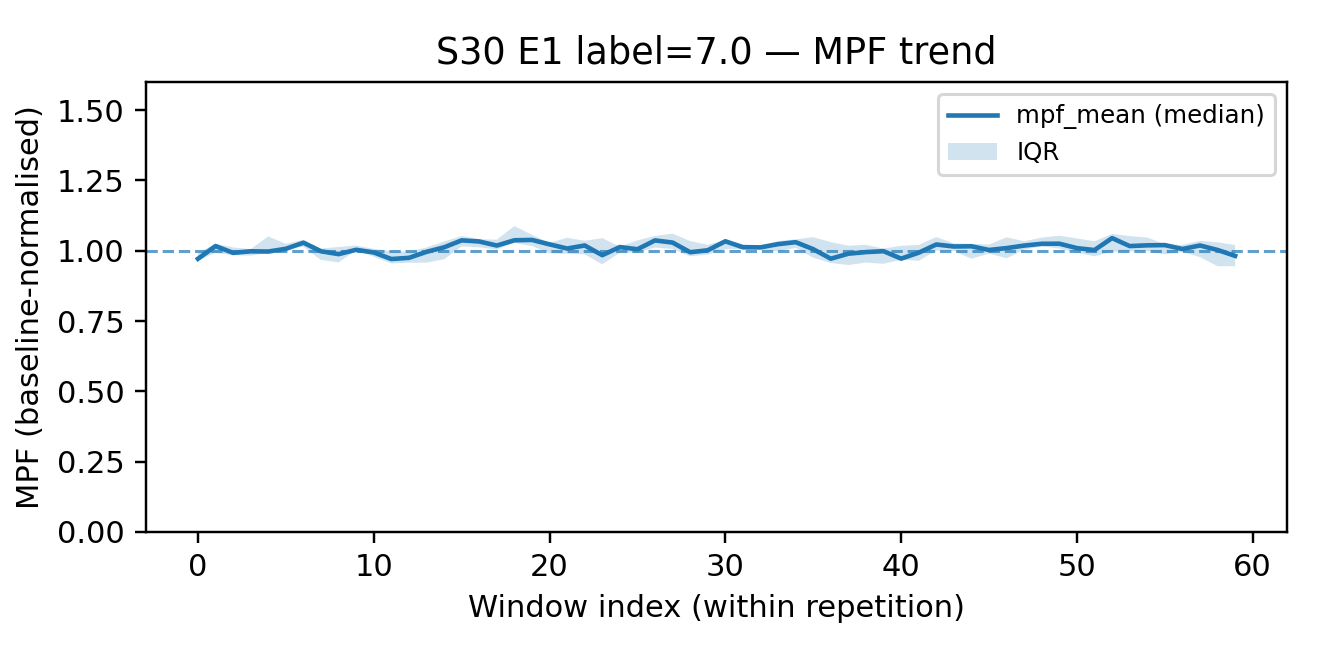 S30 E1 label=7.0 — MPF trend
mpf_mean (median)
IQR
MPF (baseline-normalised)
1.50
1.25
1.00
0.75
0.50
0.25
0.00
0 10 20 30 40 50 60
Window index (within repetition)